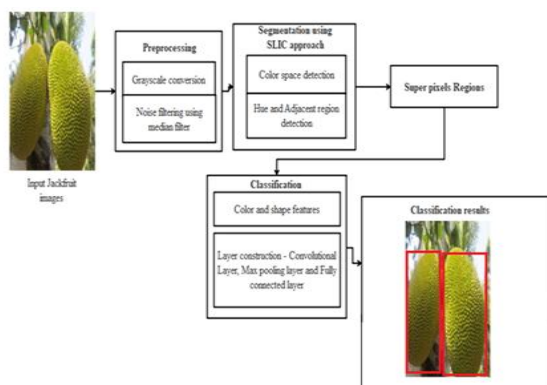 Input Jackfruit
images
Preprocessing
Grayscale conversion
Noise filtering using
median filter
Segmentation using
SLIC approach
Color space detection
Hue and Adjacent region
detection
Super pixels Regions
Classification
Color and shape features
Layer construction - Convolutional
Layer, Max pooling layer and Fully
connected layer
Classification results